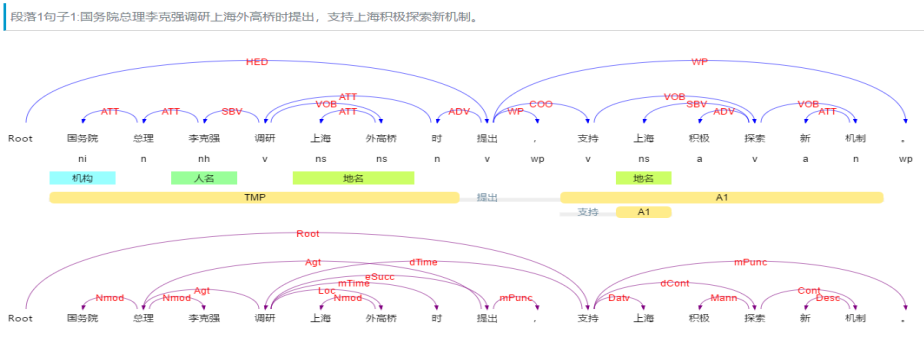 段落1句子1:国务院总理李克强调研上海外高桥时提出，支持上海积极探索新机制。
HED WP
ATT VOB
VOB SBV
ATT ATT SBV ATT ADV WP COO ADV VOB ATT
Root 国务院 总理 李克强 调研 上海 外高桥 时 提出 ， 支持 上海 积极 探索 新 机制 。
ni n nh v ns ns n v wp v ns a v a n wp
机构 人名 地名 地名
TMP 提出 A1
支持 A1
Root
Agt dTime mPunc
eSucc
mTime dCont
Agt Loc Cont
Nmod Nmod Nmod mPunc Datv Mann Desc
Root 国务院 总理 李克强 调研 上海 外高桥 时 提出 ， 支持 上海 积极 探索 新 机制 。